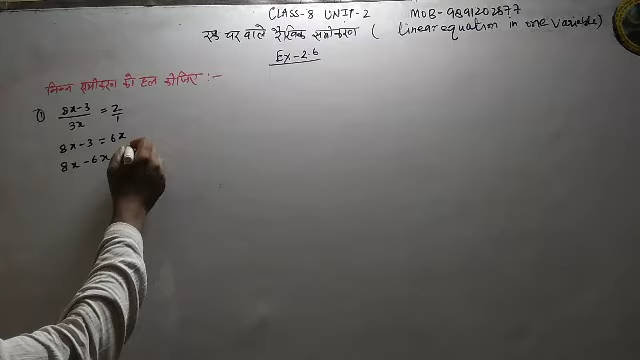 CLASS-8 UNIT-2 MOB-9891202877
एक चर वाले रैखिक समीकरण ( linear equation in one variable)
Ex-2.6
निम्न समीकरण को हल कीजिए :-
① 8x-3/3x = 2/1
8x-3 = 6x
8x-6x